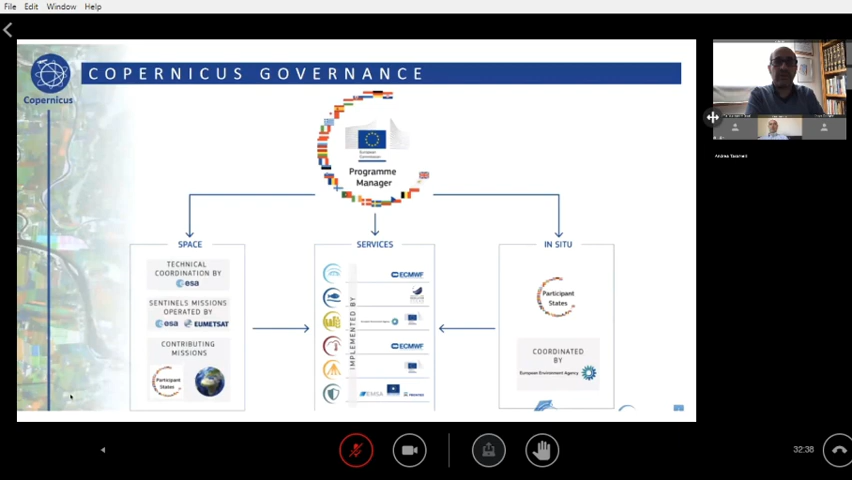 File Edit Window Help
COPERNICUS GOVERNANCE
Copernicus
European
Commission
Programme
Manager
SPACE
TECHNICAL
COORDINATION BY
esa
SENTINELS MISSIONS
OPERATED BY
esa EUMETSAT
CONTRIBUTING
MISSIONS
Participant
States
SERVICES
IMPLEMENTED BY
ECMWF
ECMWF
EMSA
FRONTEX
IN SITU
Participant
States
COORDINATED
BY
European Environment Agency
32:38